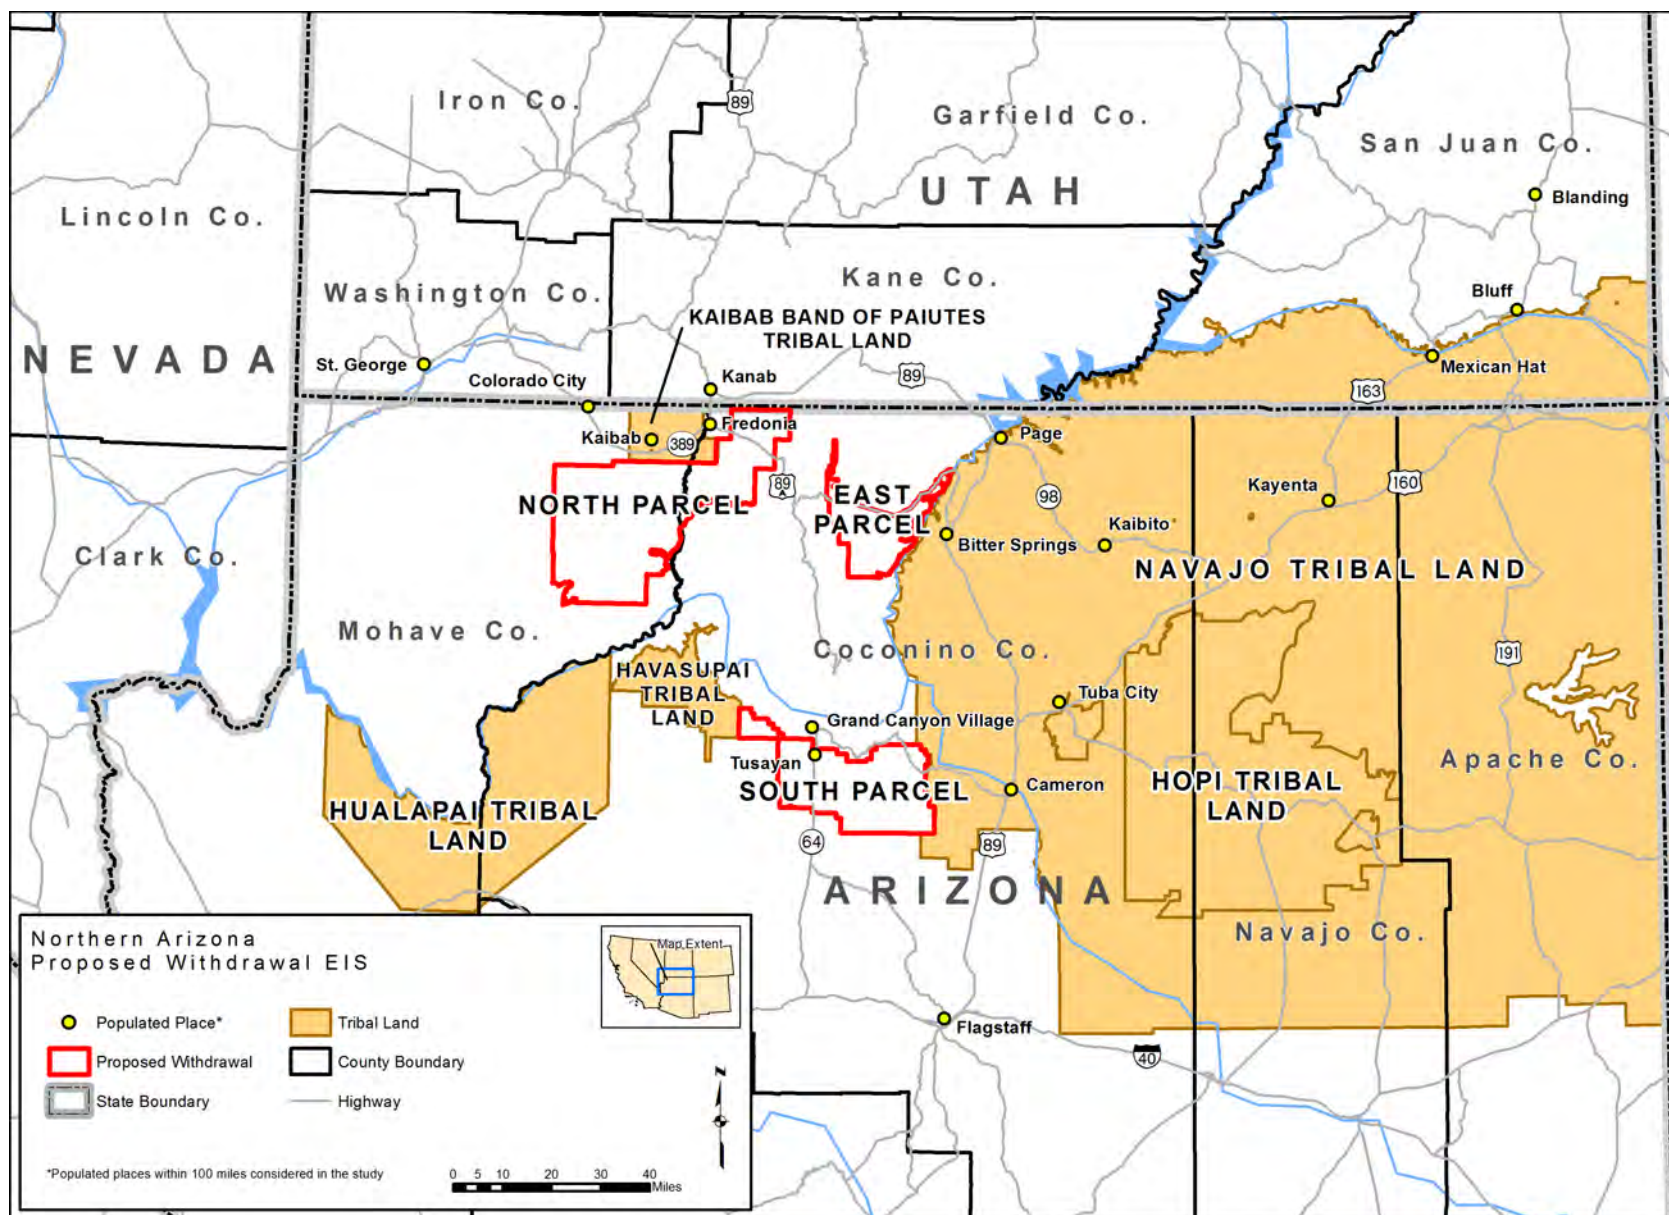 Iron Co.
89
Garfield Co.
San Juan Co.
UTAH
Blanding
Lincoln Co.
Kane Co.
Washington Co.
Bluff
KAIBAB BAND OF PAIUTES
TRIBAL LAND
NEVADA
St. George
Colorado City
Kanab
89
163
Mexican Hat
Fredonia
Kaibab
389
Page
NORTH PARCEL
89
A
EAST
PARCEL
98
Kayenta
160
Kaibito
Bitter Springs
Clark Co.
NAVAJO TRIBAL LAND
Mohave Co.
Coconino Co.
191
HAVASUPAI
TRIBAL
LAND
Tuba City
Grand Canyon Village
Tusayan
Apache Co.
SOUTH PARCEL
Cameron
HOPI TRIBAL
LAND
HUALAPAI TRIBAL
LAND
64
89
ARIZONA
Navajo Co.
Flagstaff
40
Northern Arizona
Proposed Withdrawal EIS
Map Extent
Populated Place*
Tribal Land
Proposed Withdrawal
County Boundary
State Boundary
Highway
N
*Populated places within 100 miles considered in the study
0 5 10 20 30 40
Miles